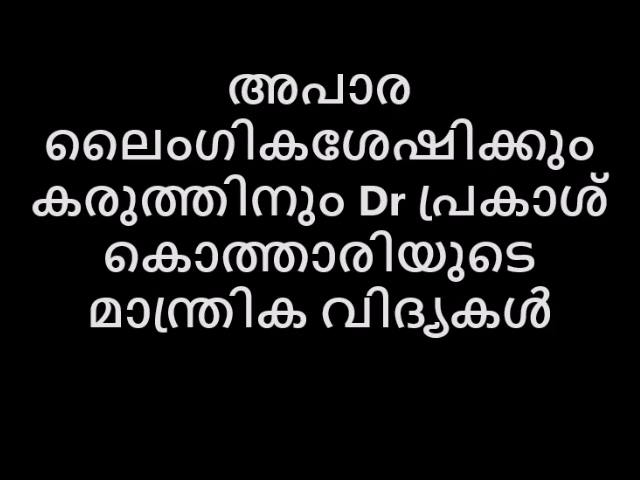 അപാര
ലൈംഗികശേഷിക്കും
കരുത്തിനും Dr പ്രകാശ്
കൊത്താരിയുടെ
മാന്ത്രിക വിദ്യകൾ